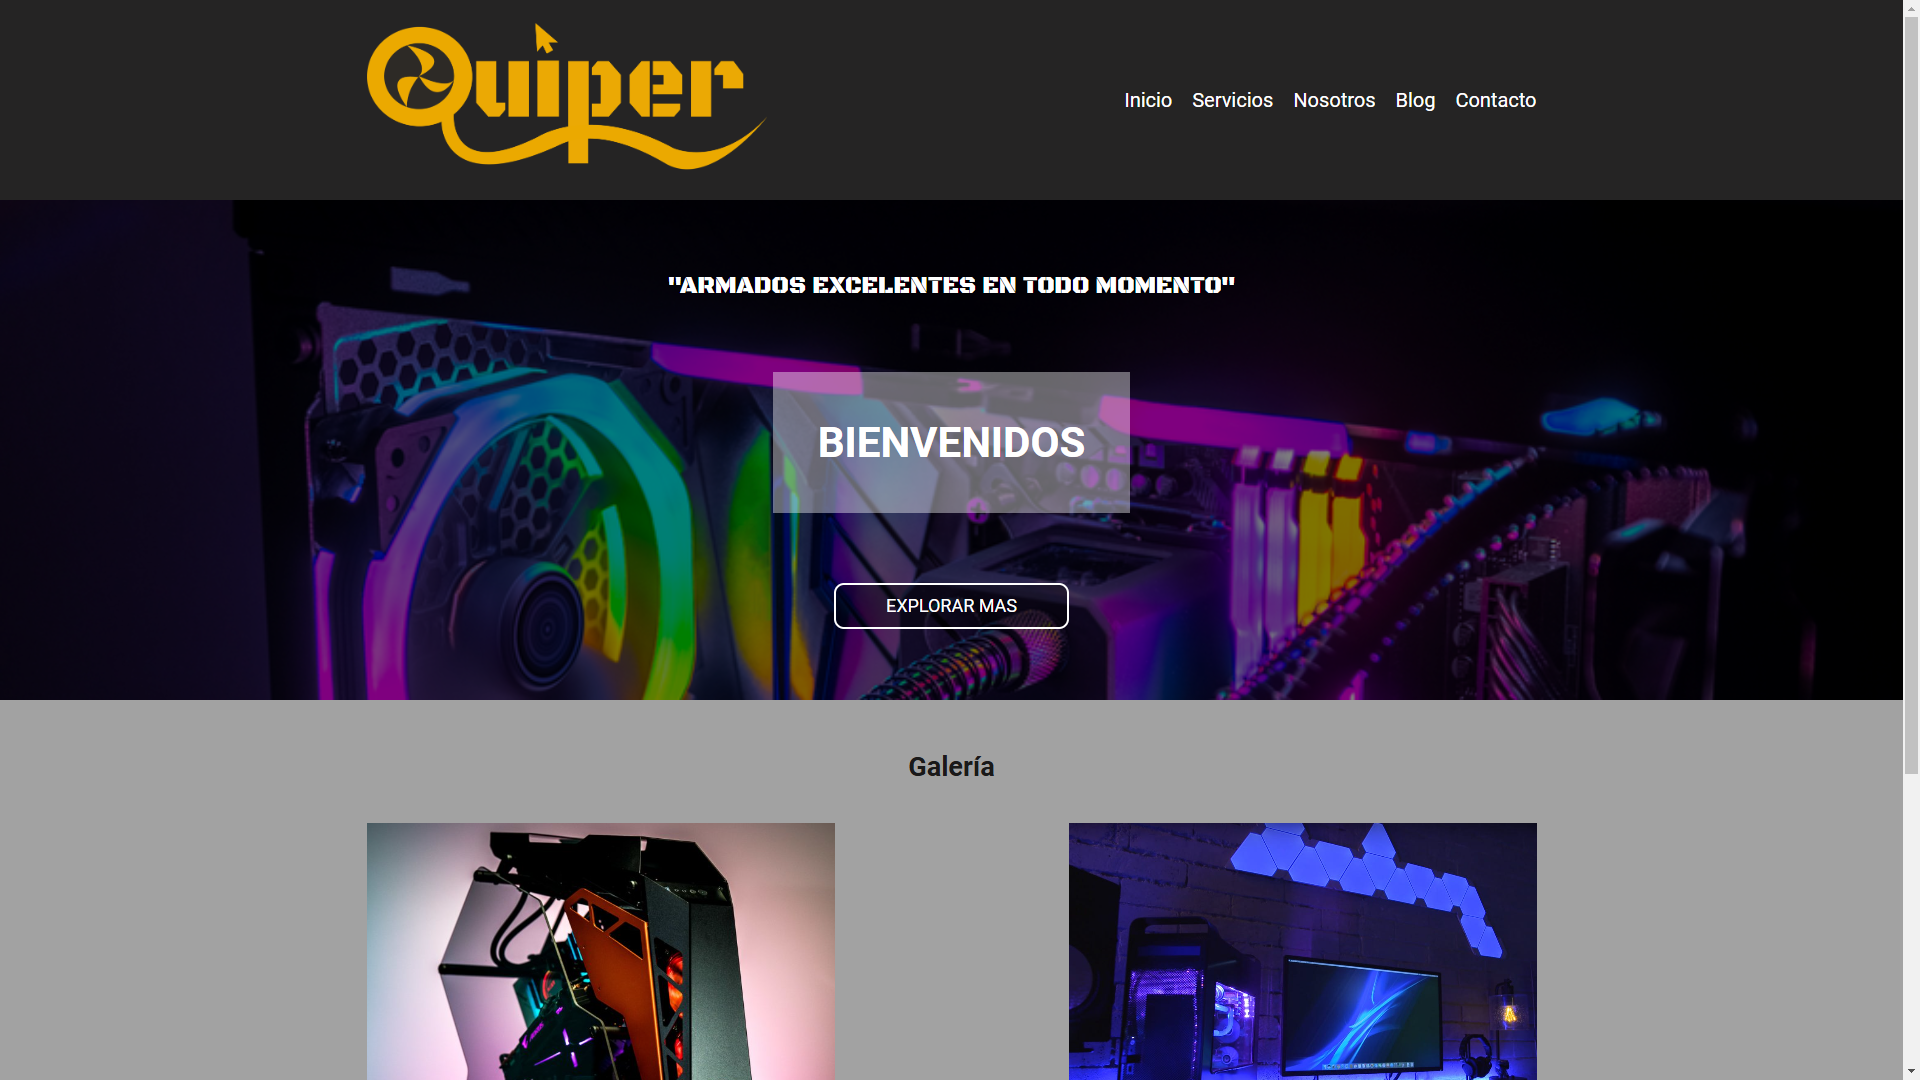 Quiper
Inicio Servicios Nosotros Blog Contacto
"ARMADOS EXCELENTES EN TODO MOMENTO"
BIENVENIDOS
EXPLORAR MAS
Galería